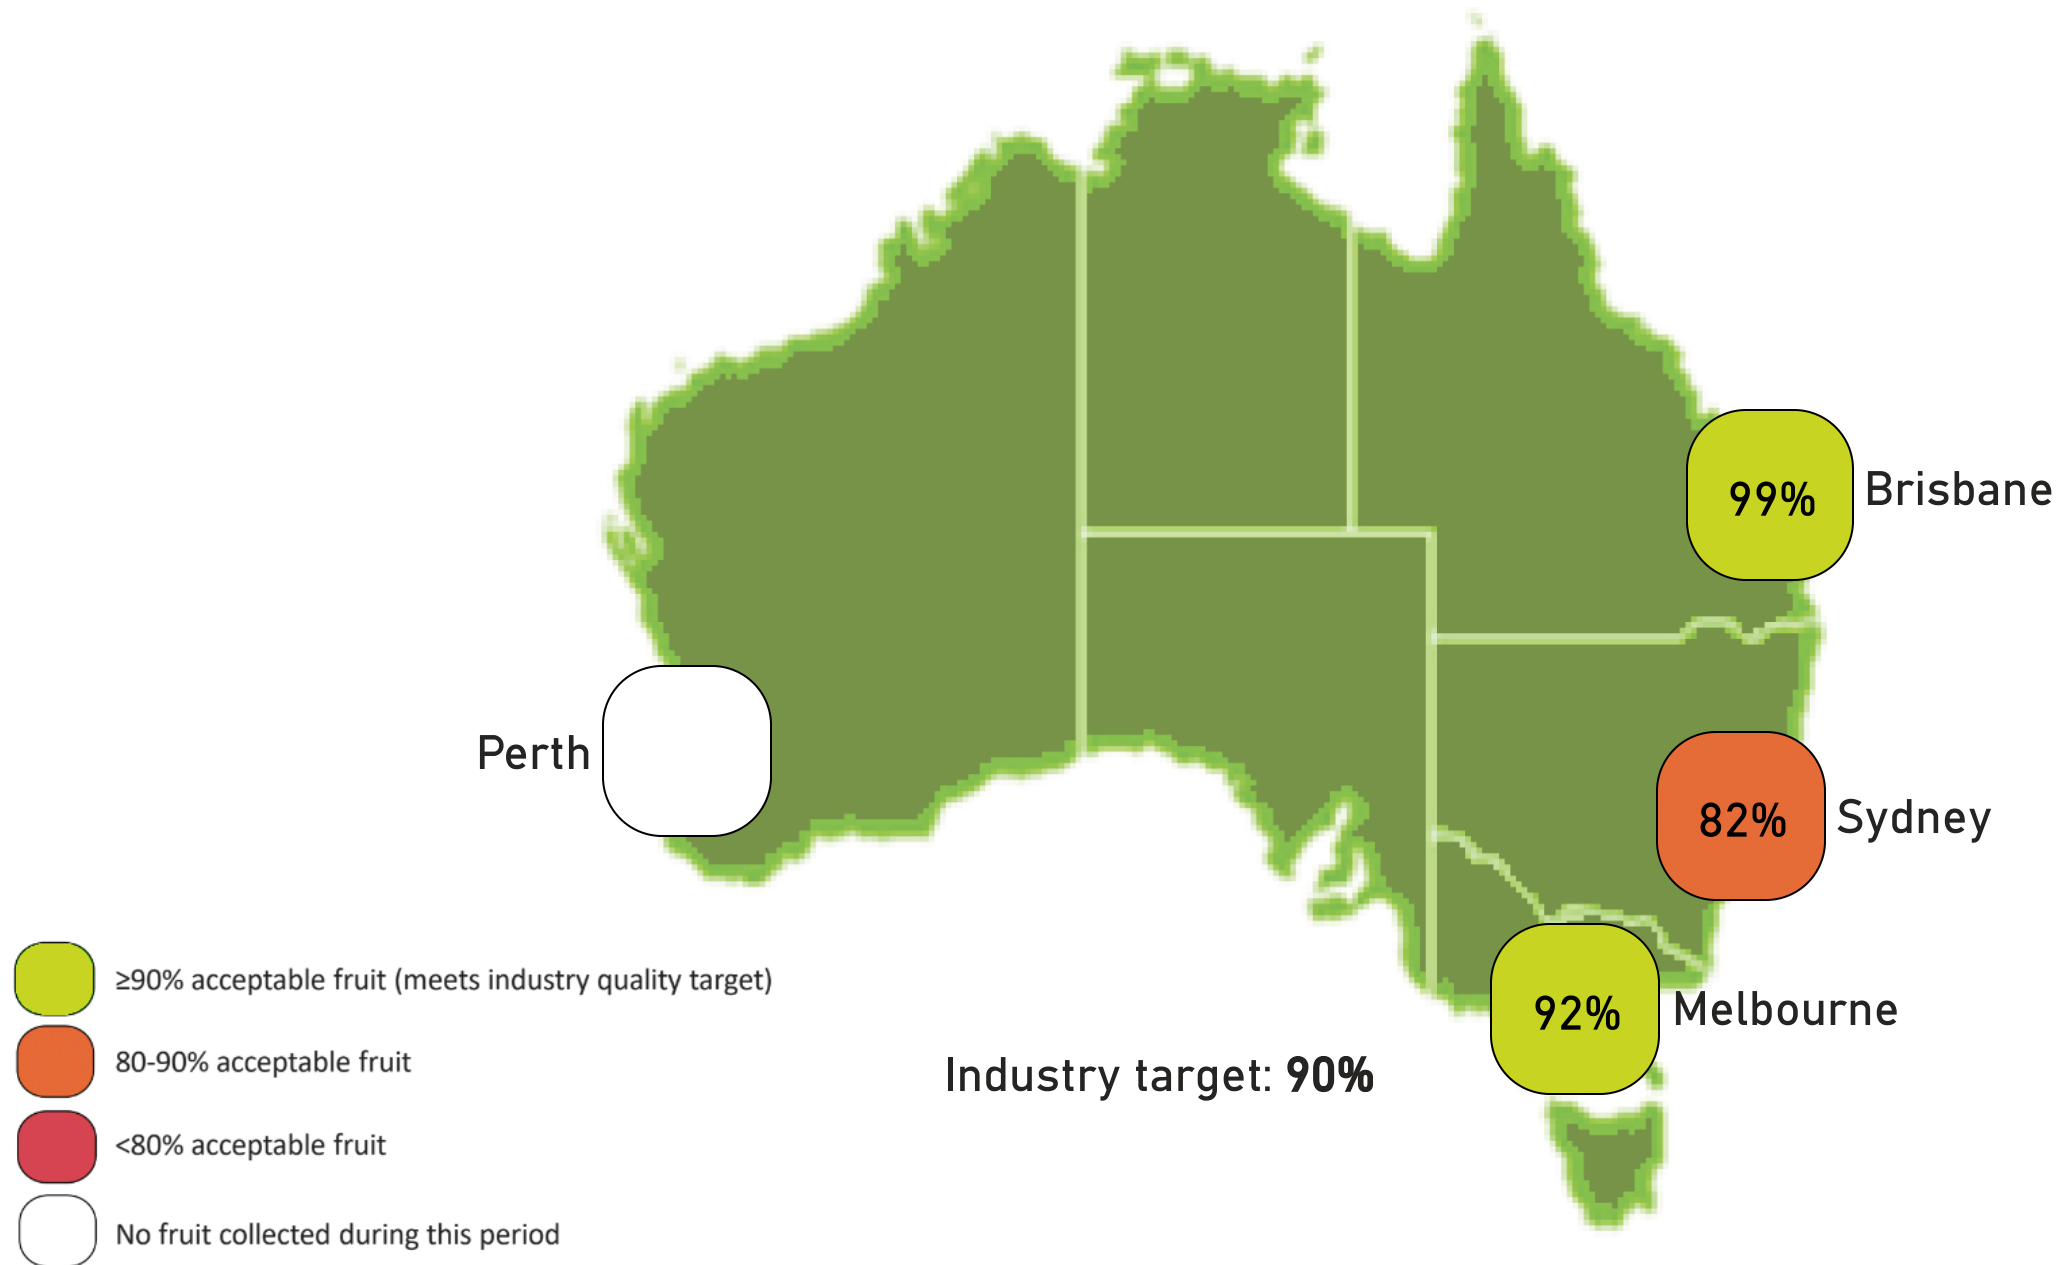 99%
Brisbane
Perth
82%
Sydney
92%
Melbourne
Industry target: 90%
≥90% acceptable fruit (meets industry quality target)
80-90% acceptable fruit
<80% acceptable fruit
No fruit collected during this period